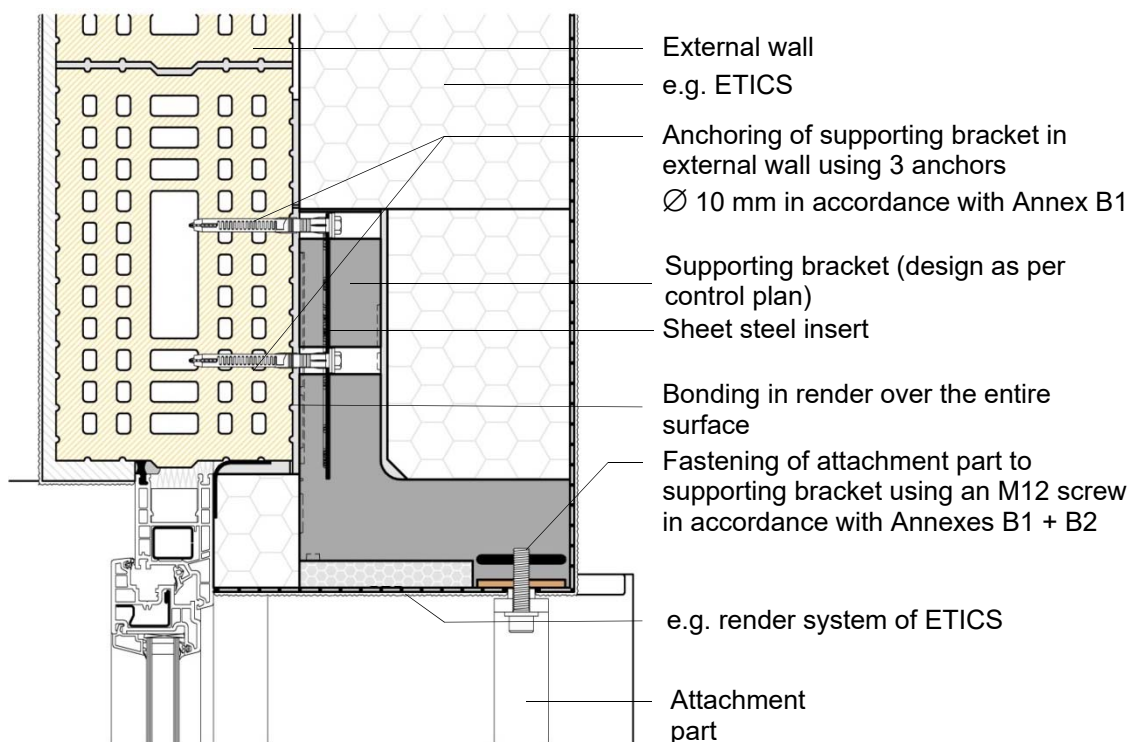 External wall
e.g. ETICS
Anchoring of supporting bracket in
external wall using 3 anchors
∅ 10 mm in accordance with Annex B1
Supporting bracket (design as per
control plan)
Sheet steel insert
Bonding in render over the entire
surface
Fastening of attachment part to
supporting bracket using an M12 screw
in accordance with Annexes B1 + B2
e.g. render system of ETICS
Attachment
part